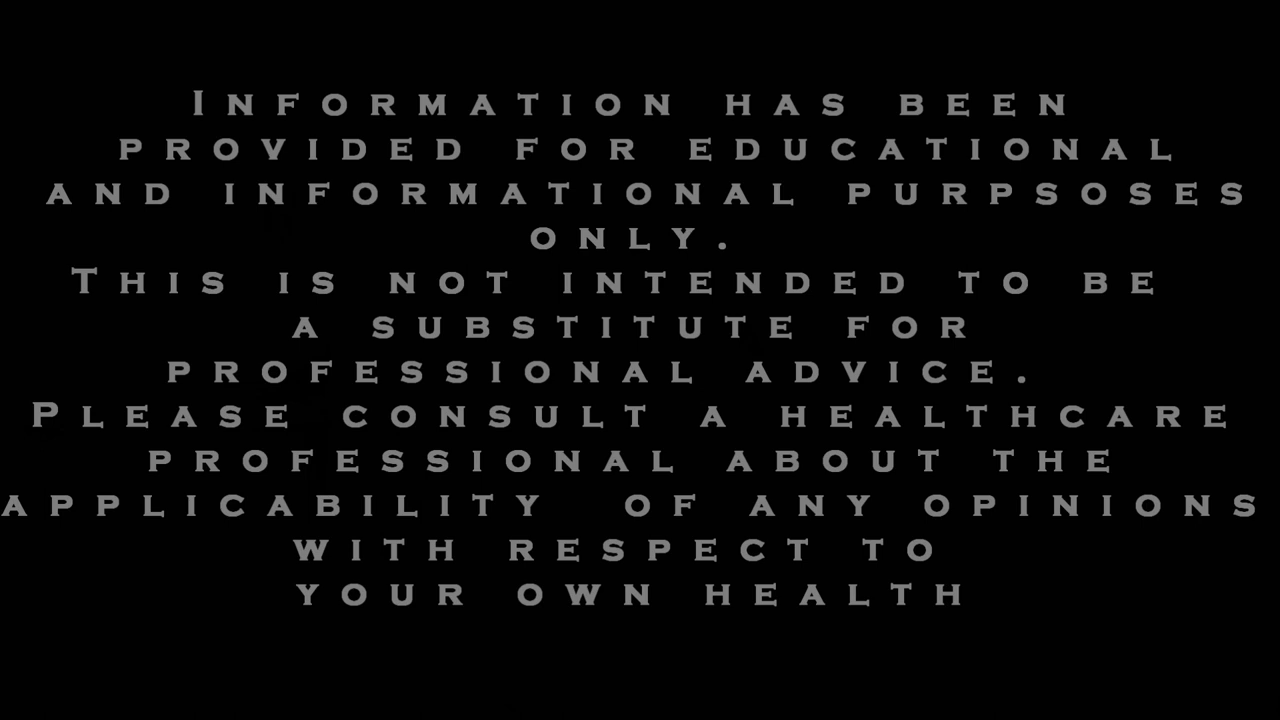 Information has been
provided for educational
and informational purpsoses
only.
This is not intended to be
a substitute for
professional advice.
Please consult a healthcare
professional about the
applicability of any opinions
with respect to
your own health